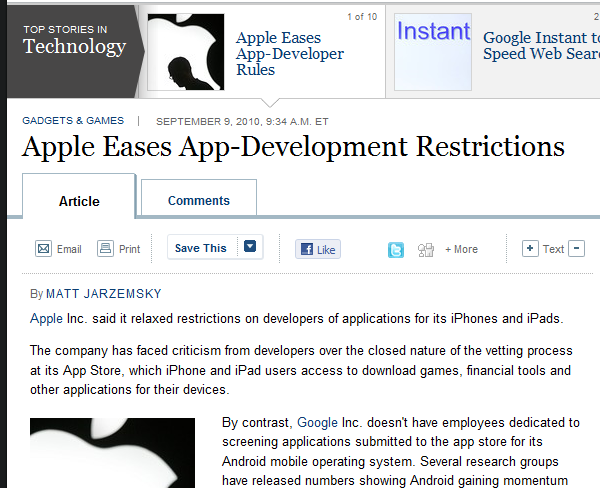 TOP STORIES IN
Technology
1 of 10
Apple Eases
App-Developer
Rules
2
Instant
Google Instant to
Speed Web Sear
GADGETS & GAMES | SEPTEMBER 9, 2010, 9:34 A.M. ET
Apple Eases App-Development Restrictions
Article
Comments
Email
Print
Save This
Like
+ More
+ Text -
By MATT JARZEMSKY
Apple Inc. said it relaxed restrictions on developers of applications for its iPhones and iPads.
The company has faced criticism from developers over the closed nature of the vetting process
at its App Store, which iPhone and iPad users access to download games, financial tools and
other applications for their devices.
By contrast, Google Inc. doesn't have employees dedicated to
screening applications submitted to the app store for its
Android mobile operating system. Several research groups
have released numbers showing Android gaining momentum